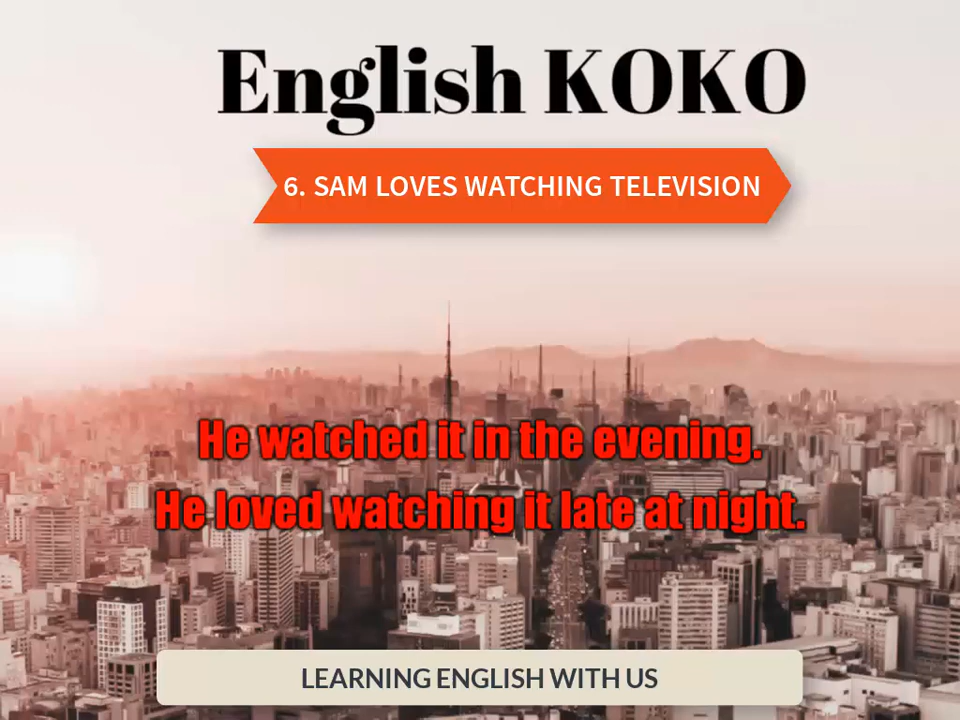 English KOKO
6. SAM LOVES WATCHING TELEVISION
He watched it in the evening.
He loved watching it late at night.
LEARNING ENGLISH WITH US